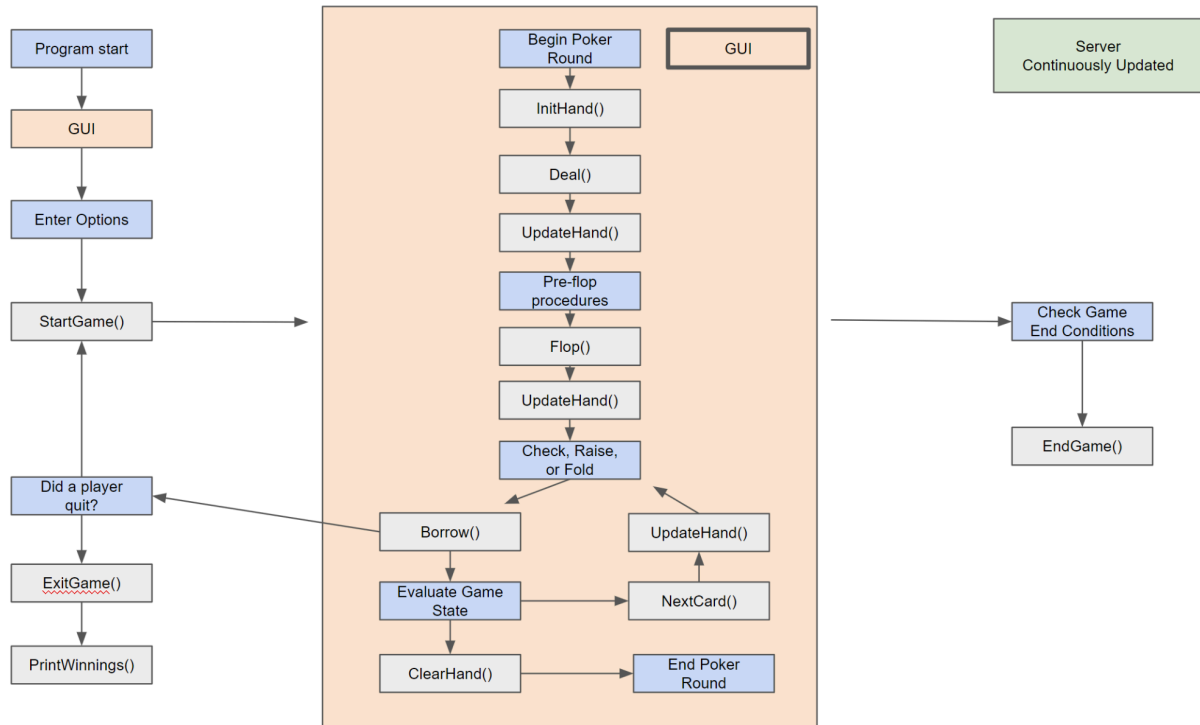 Program start
GUI
Enter Options
StartGame()
Did a player
quit?
ExitGame()
PrintWinnings()
Begin Poker
Round
GUI
InitHand()
Deal()
UpdateHand()
Pre-flop
procedures
Flop()
UpdateHand()
Check, Raise,
or Fold
Borrow()
UpdateHand()
Evaluate Game
State
NextCard()
ClearHand()
End Poker
Round
Server
Continuously Updated
Check Game
End Conditions
EndGame()